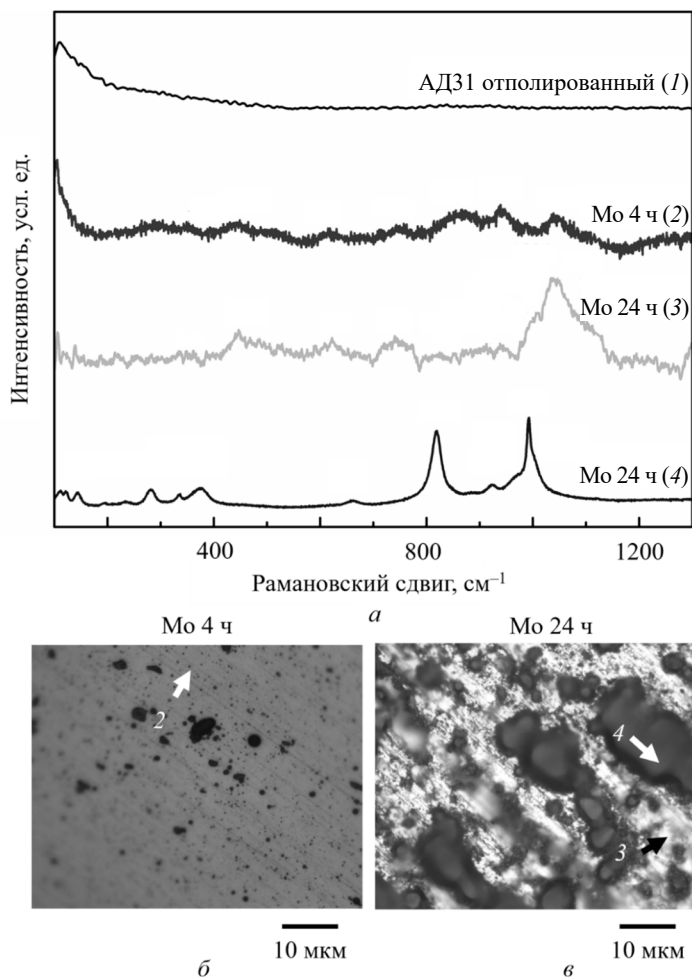 АД31 отполированный (1)
Mo 4 ч (2)
Mo 24 ч (3)
Mo 24 ч (4)
Интенсивность, усл. ед.
400 800 1200
Рамановский сдвиг, см–1
а
Mo 4 ч Mo 24 ч
2
4
3
10 мкм 10 мкм
б в